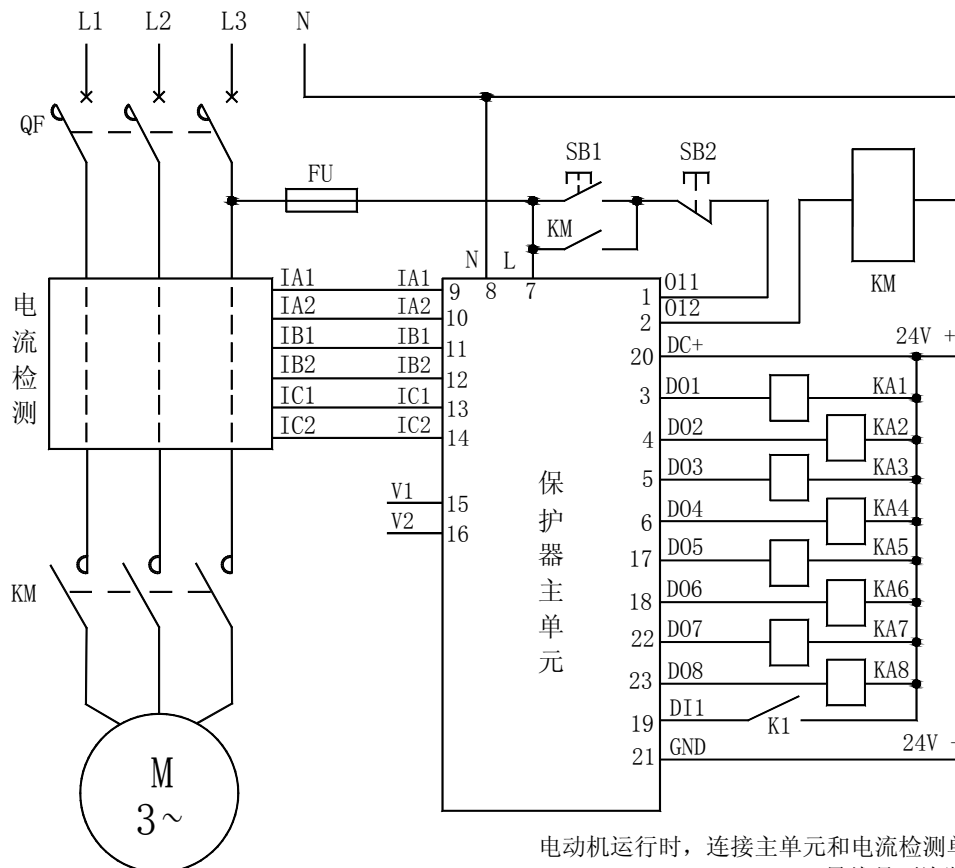 L1
L2
L3
N
QF
FU
SB1
SB2
KM
KM
N
L
9
8
7
电流检测
IA1
IA2
IB1
IB2
IC1
IC2
IA1
IA2
IB1
IB2
IC1
IC2
10
11
12
13
14
V1
15
V2
16
保护器主单元
1
O11
2
O12
20
DC+
24V +
3
DO1
KA1
4
DO2
KA2
5
DO3
KA3
6
DO4
KA4
17
DO5
KA5
18
DO6
KA6
22
DO7
KA7
23
DO8
KA8
19
DI1
K1
21
GND
24V -
KM
M
3~
电动机运行时，连接主单元和电流检测单